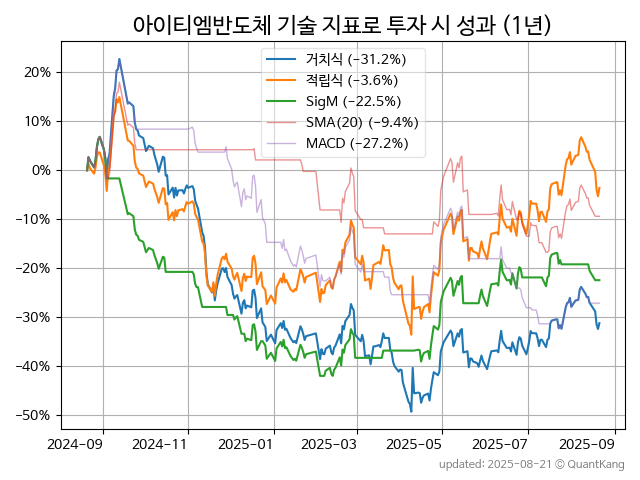 아이티엠반도체 기술 지표로 투자 시 성과 (1년)
거치식 (-31.2%)
적립식 (-3.6%)
SigM (-22.5%)
SMA(20) (-9.4%)
MACD (-27.2%)
20%
10%
0%
-10%
-20%
-30%
-40%
-50%
2024-09 2024-11 2025-01 2025-03 2025-05 2025-07 2025-09
updated: 2025-08-21 © QuantKang